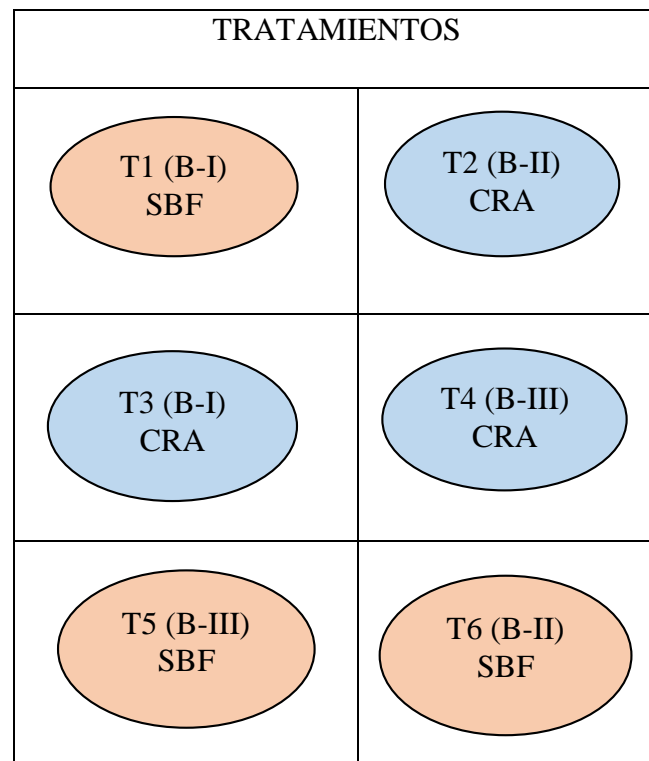 TRATAMIENTOS
T1 (B-I)
SBF
T2 (B-II)
CRA
T3 (B-I)
CRA
T4 (B-III)
CRA
T5 (B-III)
SBF
T6 (B-II)
SBF